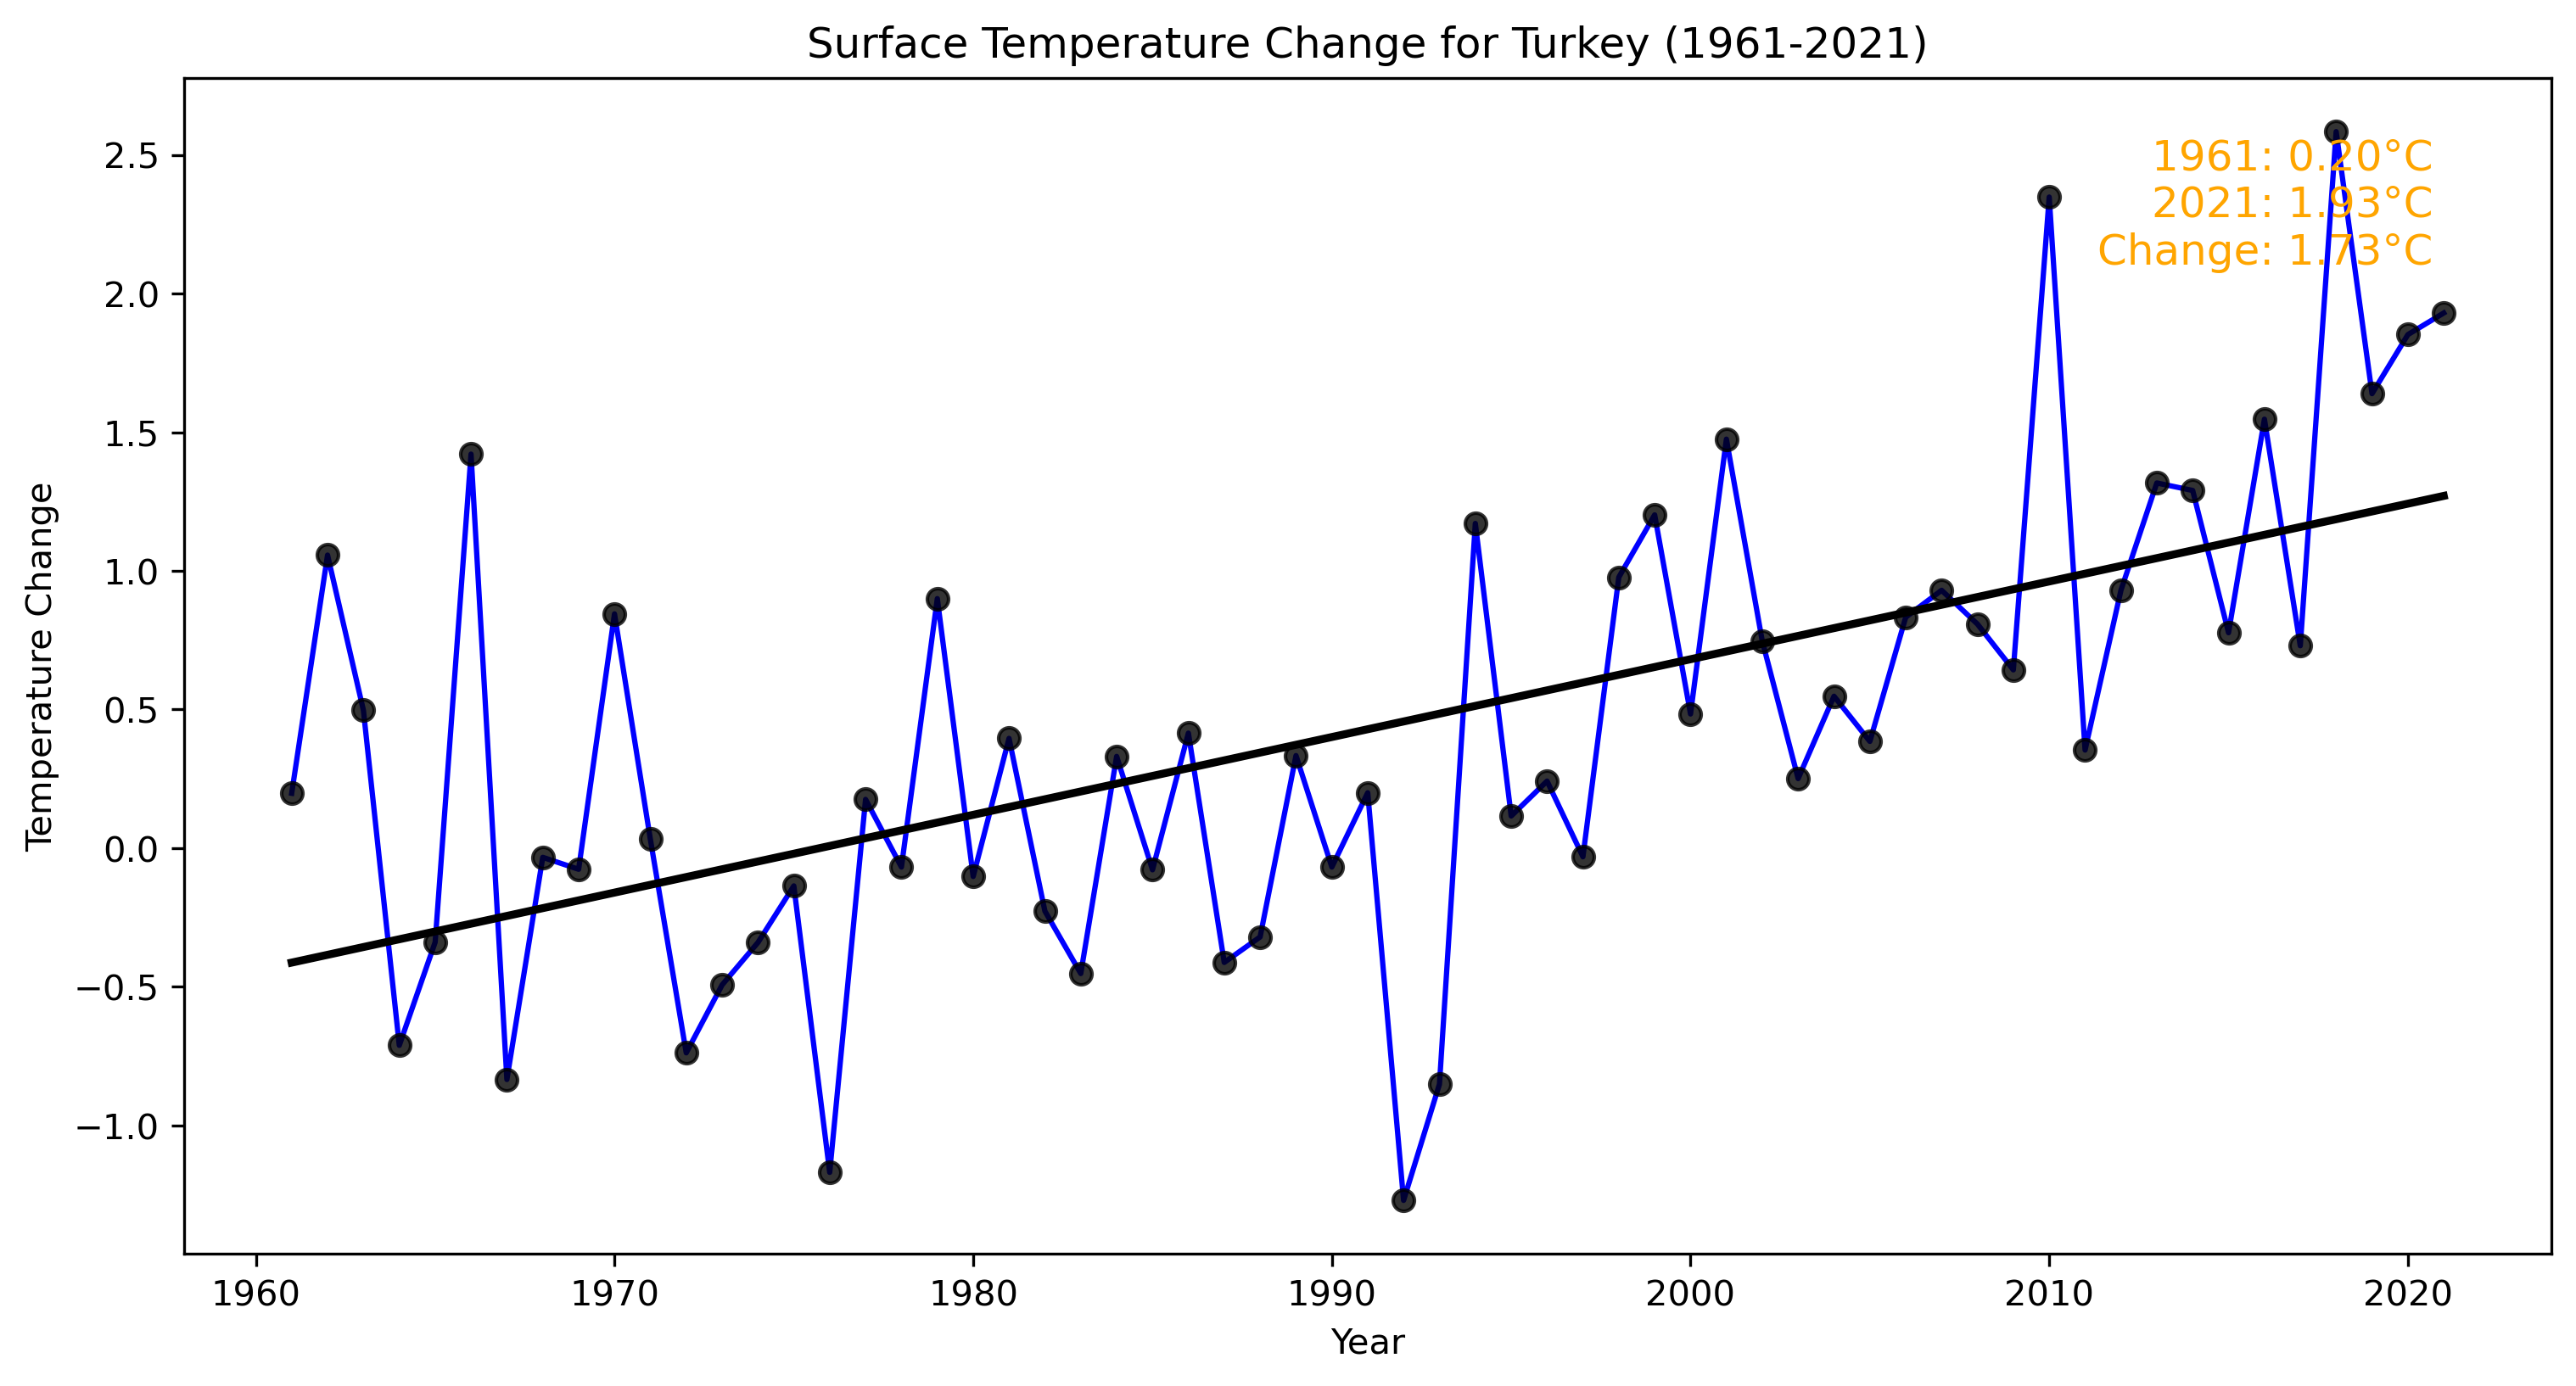 Surface Temperature Change for Turkey (1961-2021)
1961: 0.20°C
2021: 1.93°C
Change: 1.73°C
Temperature Change
2.5
2.0
1.5
1.0
0.5
0.0
−0.5
−1.0
1960 1970 1980 1990 2000 2010 2020
Year